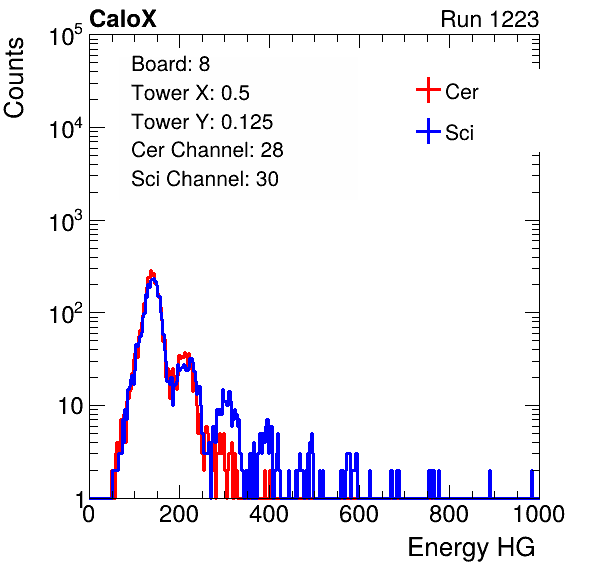 CaloX Run 1223
Counts
10^5
10^4
10^3
10^2
10
1
Board: 8
Tower X: 0.5
Tower Y: 0.125
Cer Channel: 28
Sci Channel: 30
Cer
Sci
0 200 400 600 800 1000
Energy HG